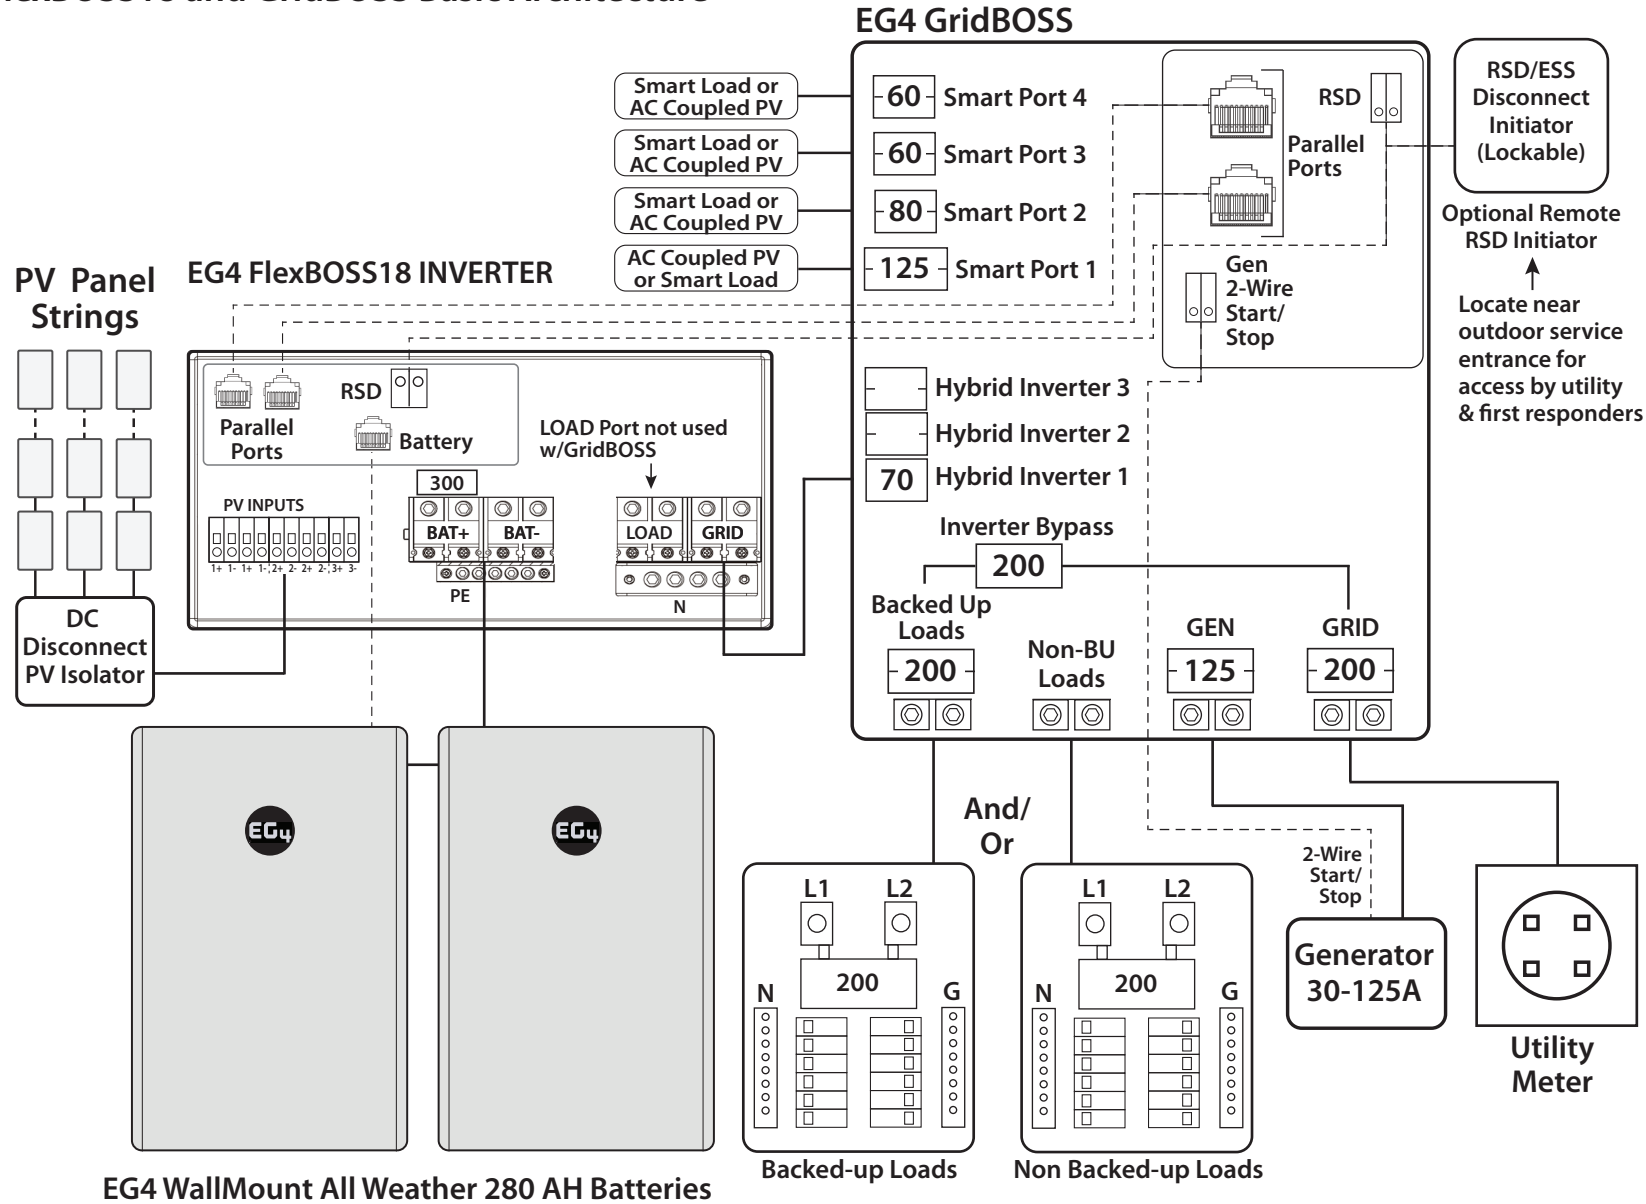 and GridBOSS Basic Architecture
EG4 GridBOSS
Smart Load or
AC Coupled PV
60
Smart Port 4
Smart Load or
AC Coupled PV
60
Smart Port 3
Smart Load or
AC Coupled PV
80
Smart Port 2
AC Coupled PV
or Smart Load
125
Smart Port 1
RSD
Parallel
Ports
Gen
2-Wire
Start/
Stop
RSD/ESS
Disconnect
Initiator
(Lockable)
Optional Remote
RSD Initiator
Locate near
outdoor service
entrance for
access by utility
& first responders
PV Panel
Strings
EG4 FlexBOSS18 INVERTER
Parallel
Ports
RSD
Battery
LOAD Port not used
w/GridBOSS
300
PV INPUTS
1+ 1- 1+ 1- 2+ 2- 2+ 2- 3+ 3-
BAT+
BAT-
PE
LOAD
GRID
N
DC
Disconnect
PV Isolator
Hybrid Inverter 3
Hybrid Inverter 2
70
Hybrid Inverter 1
Inverter Bypass
200
Backed Up
Loads
200
Non-BU
Loads
GEN
125
GRID
200
EG4
EG4
EG4 WallMount All Weather 280 AH Batteries
And/
Or
L1
L2
200
N
G
Backed-up Loads
L1
L2
200
N
G
Non Backed-up Loads
2-Wire
Start/
Stop
Generator
30-125A
Utility
Meter